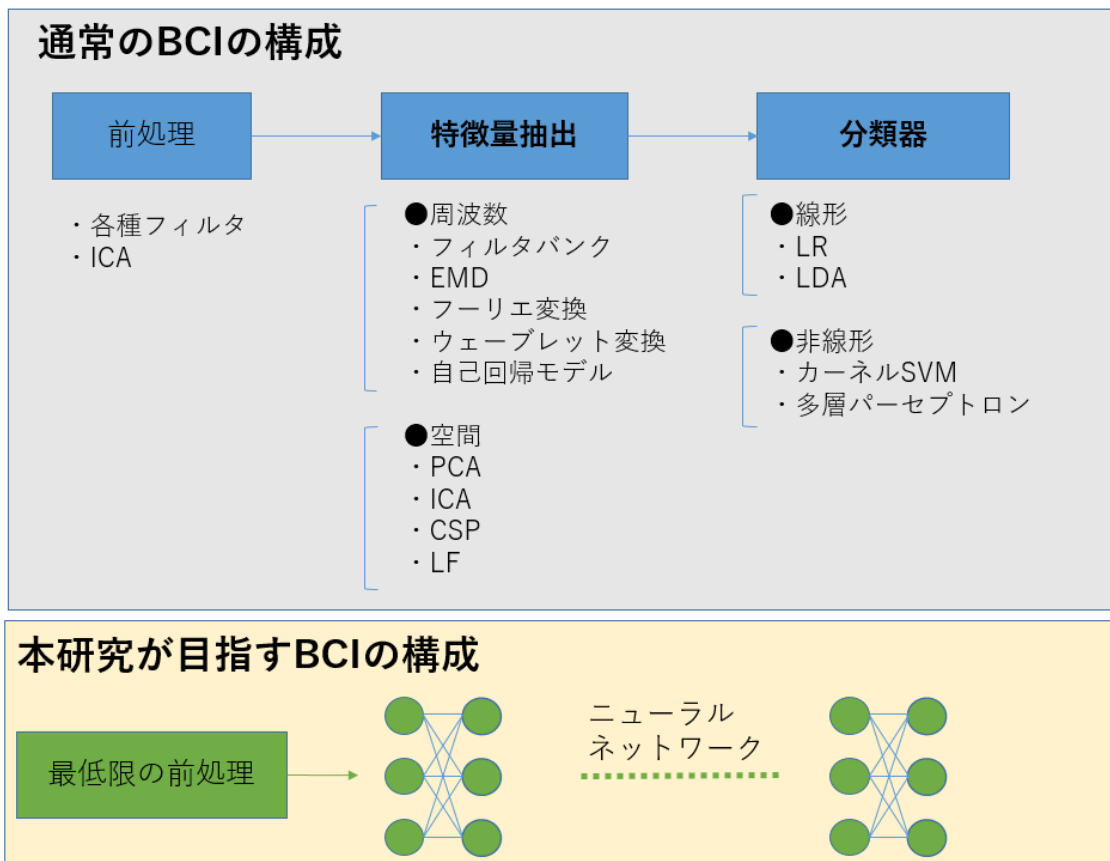 通常のBCIの構成
前処理
特徴量抽出
分類器
・各種フィルタ
・ICA
●周波数
・フィルタバンク
・EMD
・フーリエ変換
・ウェーブレット変換
・自己回帰モデル
●空間
・PCA
・ICA
・CSP
・LF
●線形
・LR
・LDA
●非線形
・カーネルSVM
・多層パーセプトロン
本研究が目指すBCIの構成
最低限の前処理
ニューラル
ネットワーク